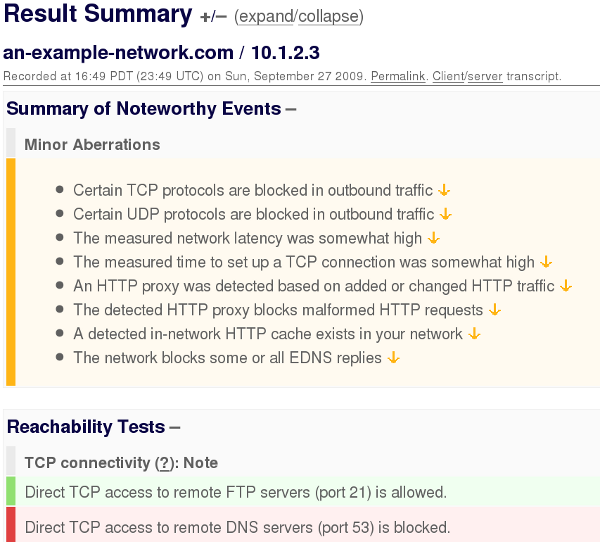 Result Summary +/– (expand/collapse)
an-example-network.com / 10.1.2.3
Recorded at 16:49 PDT (23:49 UTC) on Sun, September 27 2009. Permalink. Client/server transcript.
Summary of Noteworthy Events –
Minor Aberrations
• Certain TCP protocols are blocked in outbound traffic ↓
• Certain UDP protocols are blocked in outbound traffic ↓
• The measured network latency was somewhat high ↓
• The measured time to set up a TCP connection was somewhat high ↓
• An HTTP proxy was detected based on added or changed HTTP traffic ↓
• The detected HTTP proxy blocks malformed HTTP requests ↓
• A detected in-network HTTP cache exists in your network ↓
• The network blocks some or all EDNS replies ↓
Reachability Tests –
TCP connectivity (?): Note
Direct TCP access to remote FTP servers (port 21) is allowed.
Direct TCP access to remote DNS servers (port 53) is blocked.